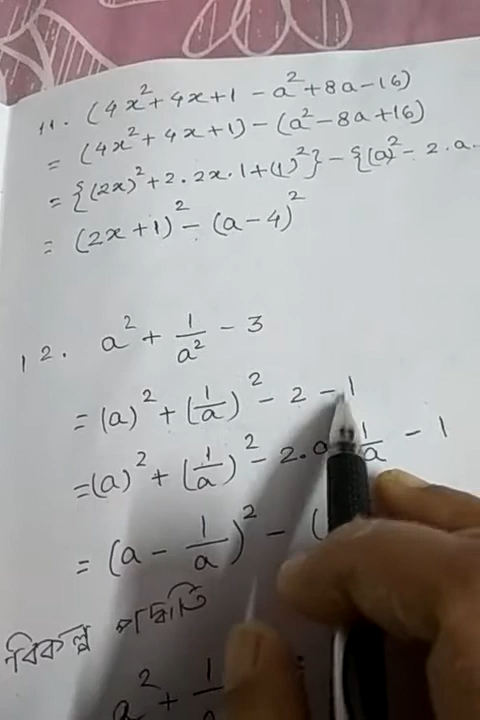 11. (4x²+4x+1 - a²+8a-16)
= (4x²+4x+1) - (a²-8a+16)
= {(2x)²+2.2x.1+(1)²} - {(a)²-2.a.
= (2x+1)² - (a-4)²
12. a² + 1/a² - 3
= (a)² + (1/a)² - 2 - 1
= (a)² + (1/a)² - 2.a 1/a - 1
= (a - 1/a)² - (
বিকল্প পদ্ধতি
a² + 1